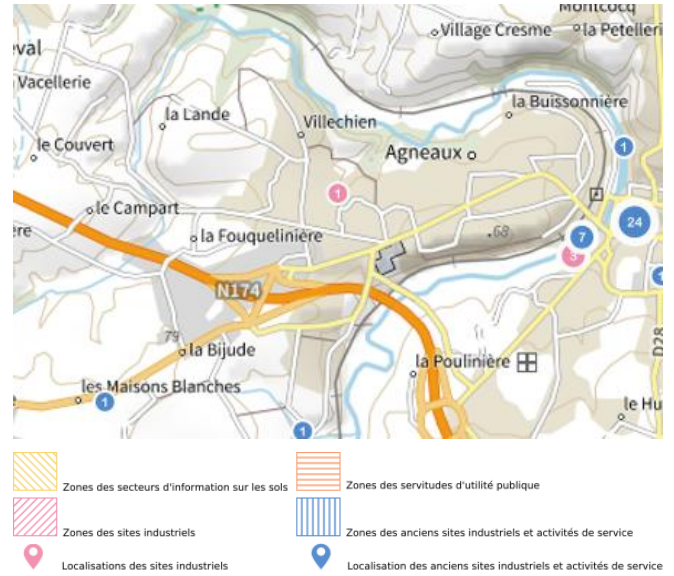 Montcocq
Village Cresme
la Petelleri
eval
Vacellerie
la Lande
Villechien
la Buissonnière
le Couvert
Agneaux
1
1
le Campart
24
ère
la Fouquelinière
68
7
3
1
N174
79
la Bijude
la Poulinière
D28
les Maisons Blanches
1
le Hu
1
Zones des secteurs d'information sur les sols
Zones des servitudes d'utilité publique
Zones des sites industriels
Zones des anciens sites industriels et activités de service
Localisations des sites industriels
Localisation des anciens sites industriels et activités de service